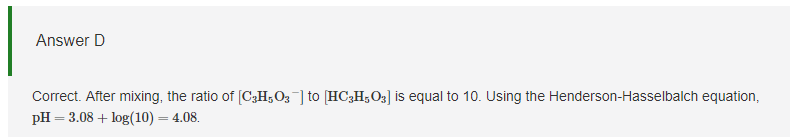 Answer D
Correct. After mixing, the ratio of [C₃H₅O₃⁻] to [HC₃H₅O₃] is equal to 10. Using the Henderson-Hasselbalch equation,
pH = 3.08 + log(10) = 4.08.